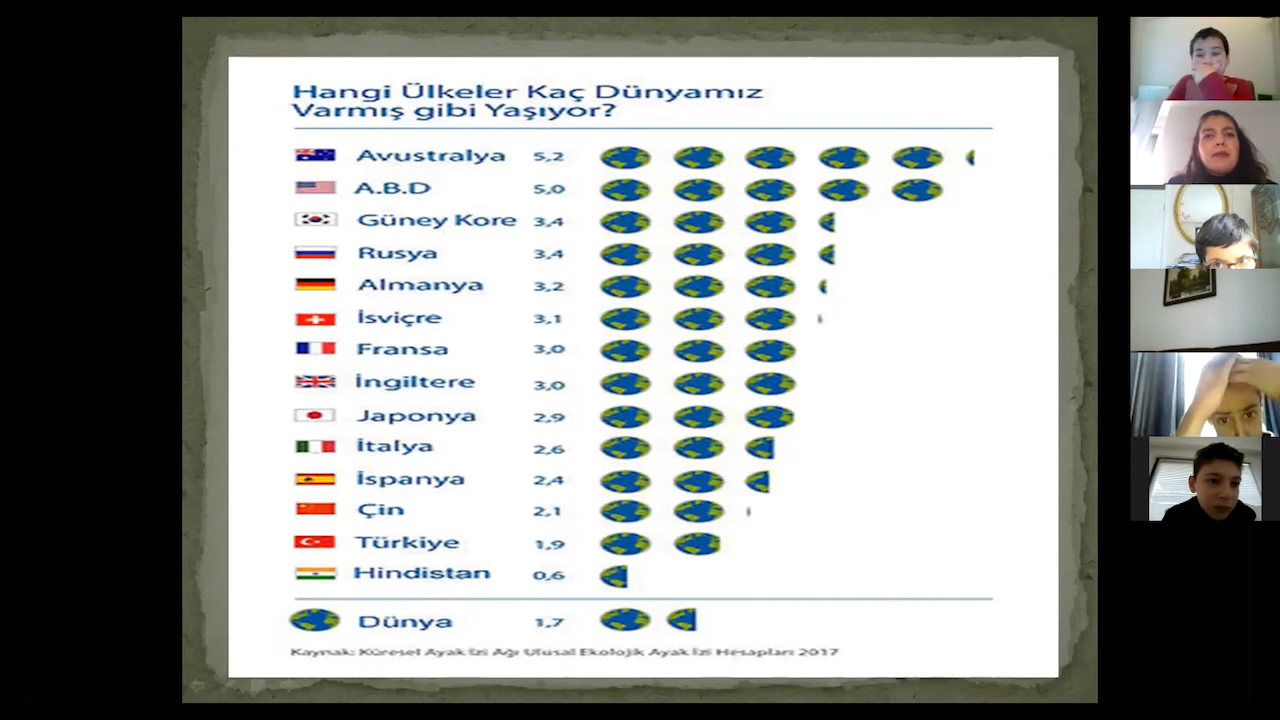 Hangi Ülkeler Kaç Dünyamız
Varmış gibi Yaşıyor?
Avustralya 5,2
A.B.D 5,0
Güney Kore 3,4
Rusya 3,4
Almanya 3,2
İsviçre 3,1
Fransa 3,0
İngiltere 3,0
Japonya 2,9
İtalya 2,6
İspanya 2,4
Çin 2,1
Türkiye 1,9
Hindistan 0,6
Dünya 1,7
Kaynak: Küresel Ayak İzi Ağı Ulusal Ekolojik Ayak İzi Hesapları 2017